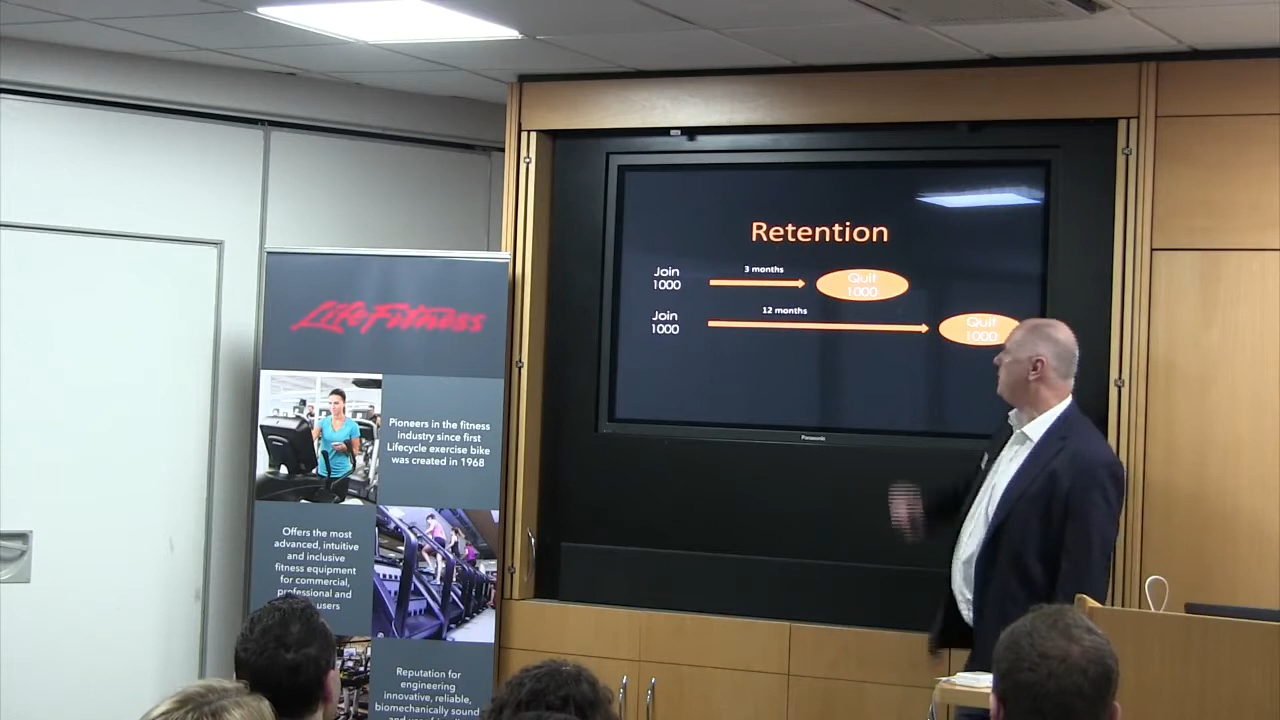 Retention
Join
1000
3 months
Quit
1000
Join
1000
12 months
Quit
1000
Panasonic
Life Fitness
Pioneers in the fitness
industry since first
Lifecycle exercise bike
was created in 1968
Offers the most
advanced, intuitive
and inclusive
fitness equipment
for commercial,
professional and
users
Reputation for
engineering
innovative, reliable,
biomechanically sound